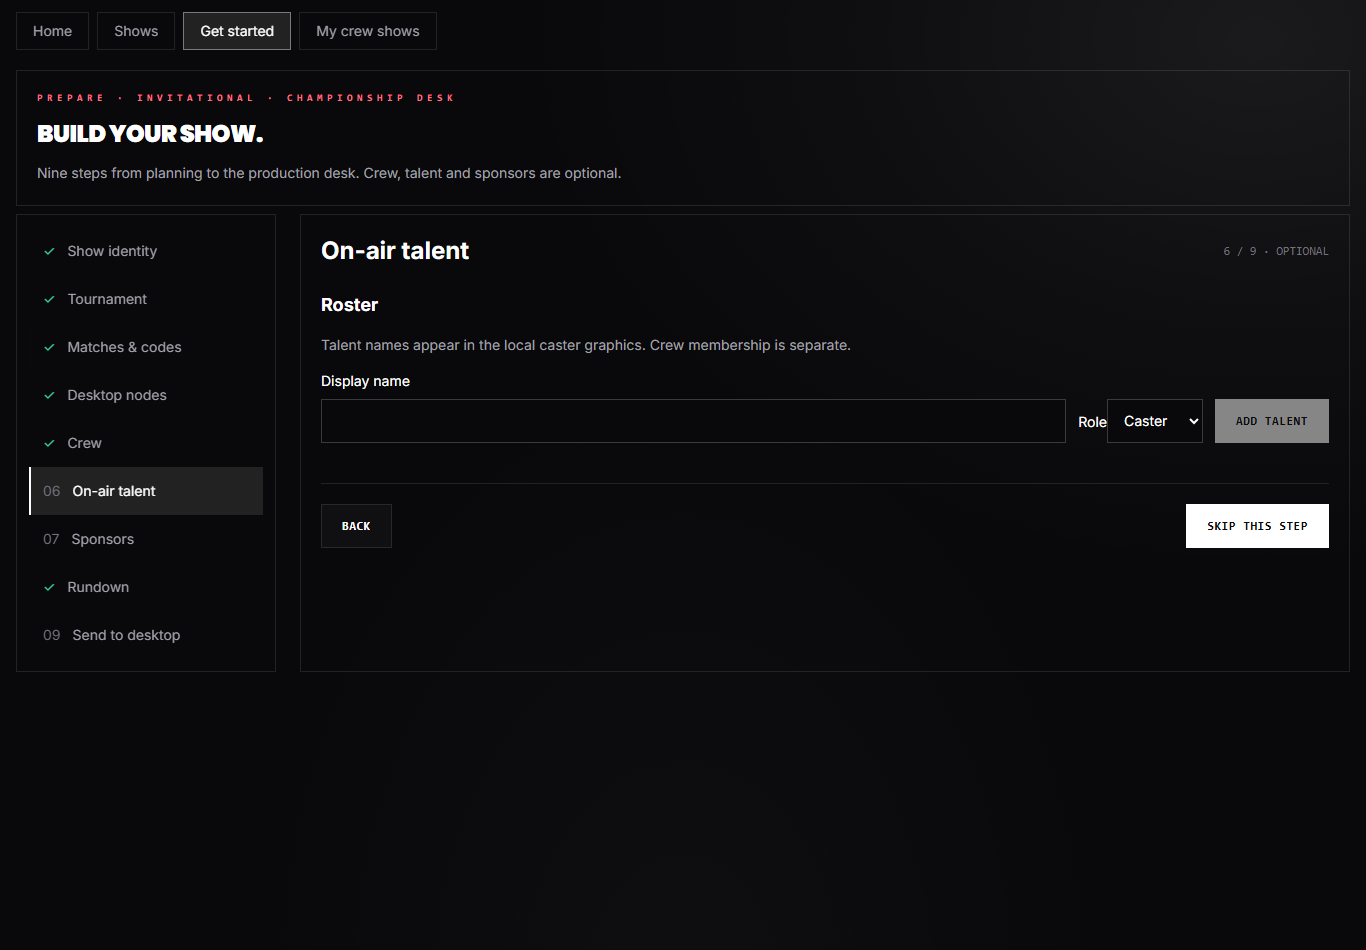 Home
Shows
Get started
My crew shows
PREPARE · INVITATIONAL · CHAMPIONSHIP DESK
BUILD YOUR SHOW.
Nine steps from planning to the production desk. Crew, talent and sponsors are optional.
Show identity
Tournament
Matches & codes
Desktop nodes
Crew
06 On-air talent
07 Sponsors
Rundown
09 Send to desktop
On-air talent
6 / 9 · OPTIONAL
Roster
Talent names appear in the local caster graphics. Crew membership is separate.
Display name
Role
Caster
ADD TALENT
BACK
SKIP THIS STEP